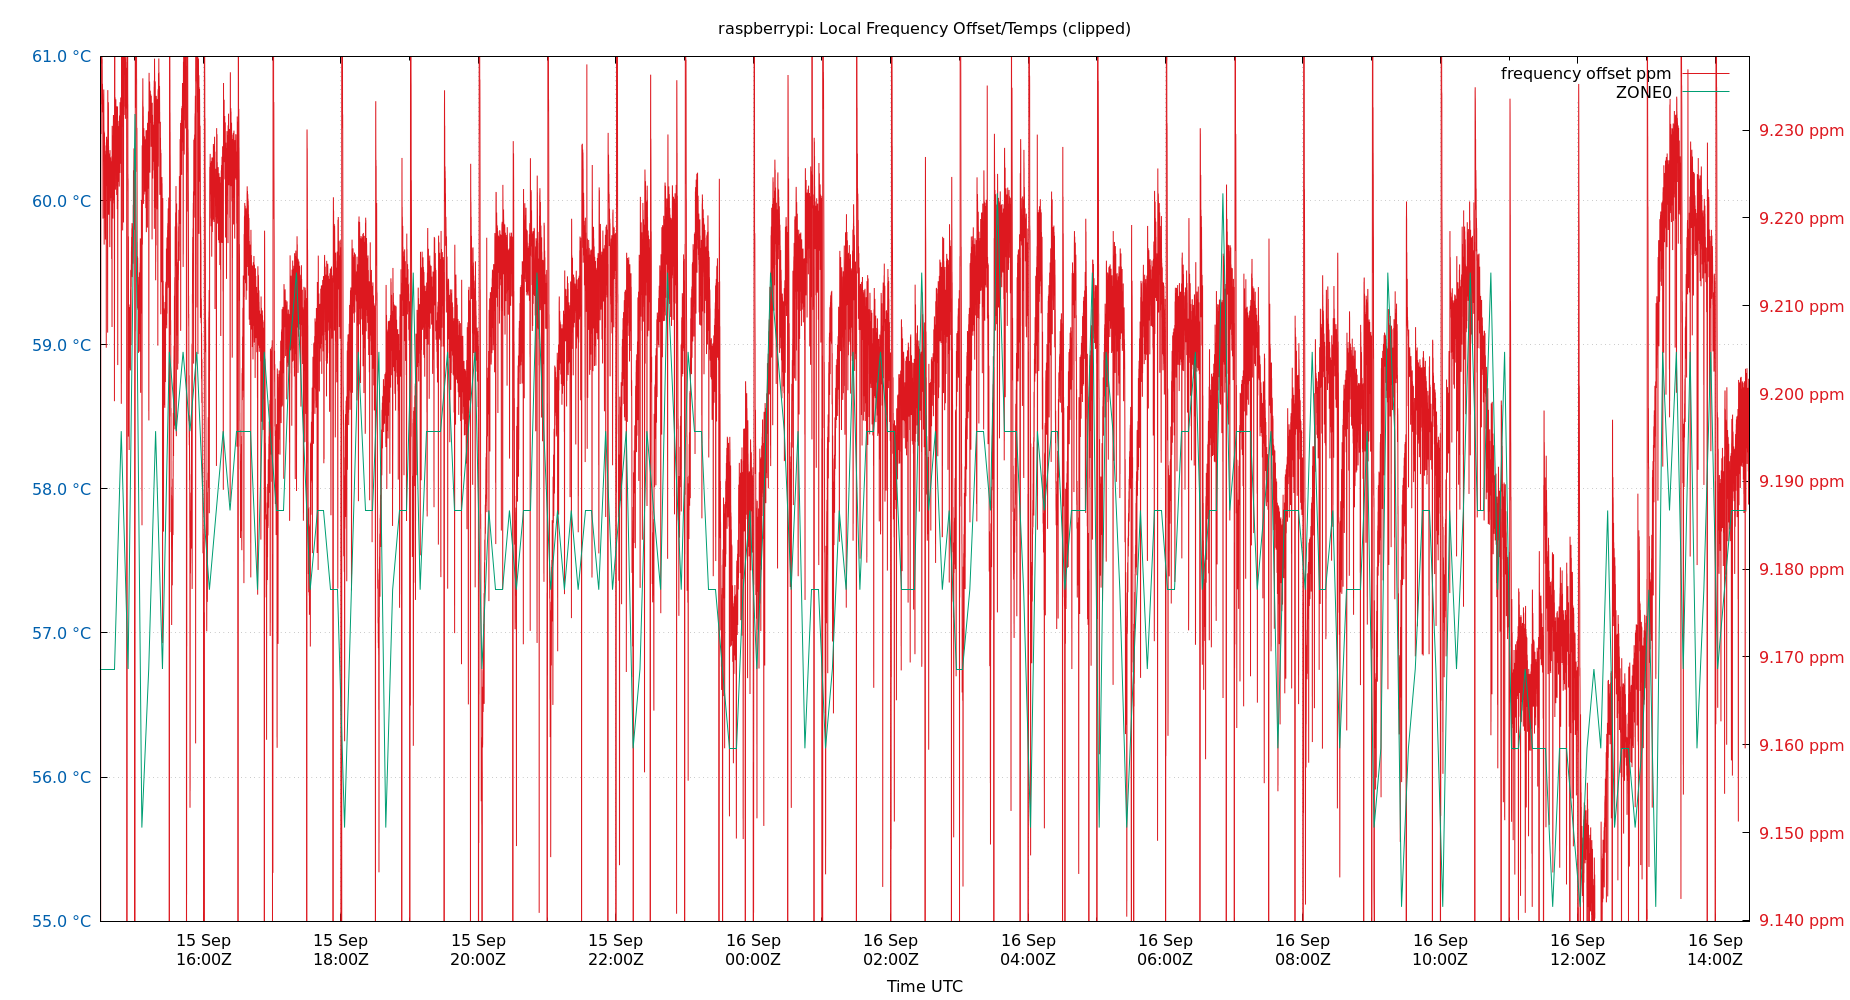 raspberrypi: Local Frequency Offset/Temps (clipped)
frequency offset ppm
ZONE0
61.0 °C
60.0 °C
59.0 °C
58.0 °C
57.0 °C
56.0 °C
55.0 °C
9.230 ppm
9.220 ppm
9.210 ppm
9.200 ppm
9.190 ppm
9.180 ppm
9.170 ppm
9.160 ppm
9.150 ppm
9.140 ppm
15 Sep
16:00Z
15 Sep
18:00Z
15 Sep
20:00Z
15 Sep
22:00Z
16 Sep
00:00Z
16 Sep
02:00Z
16 Sep
04:00Z
16 Sep
06:00Z
16 Sep
08:00Z
16 Sep
10:00Z
16 Sep
12:00Z
16 Sep
14:00Z
Time UTC